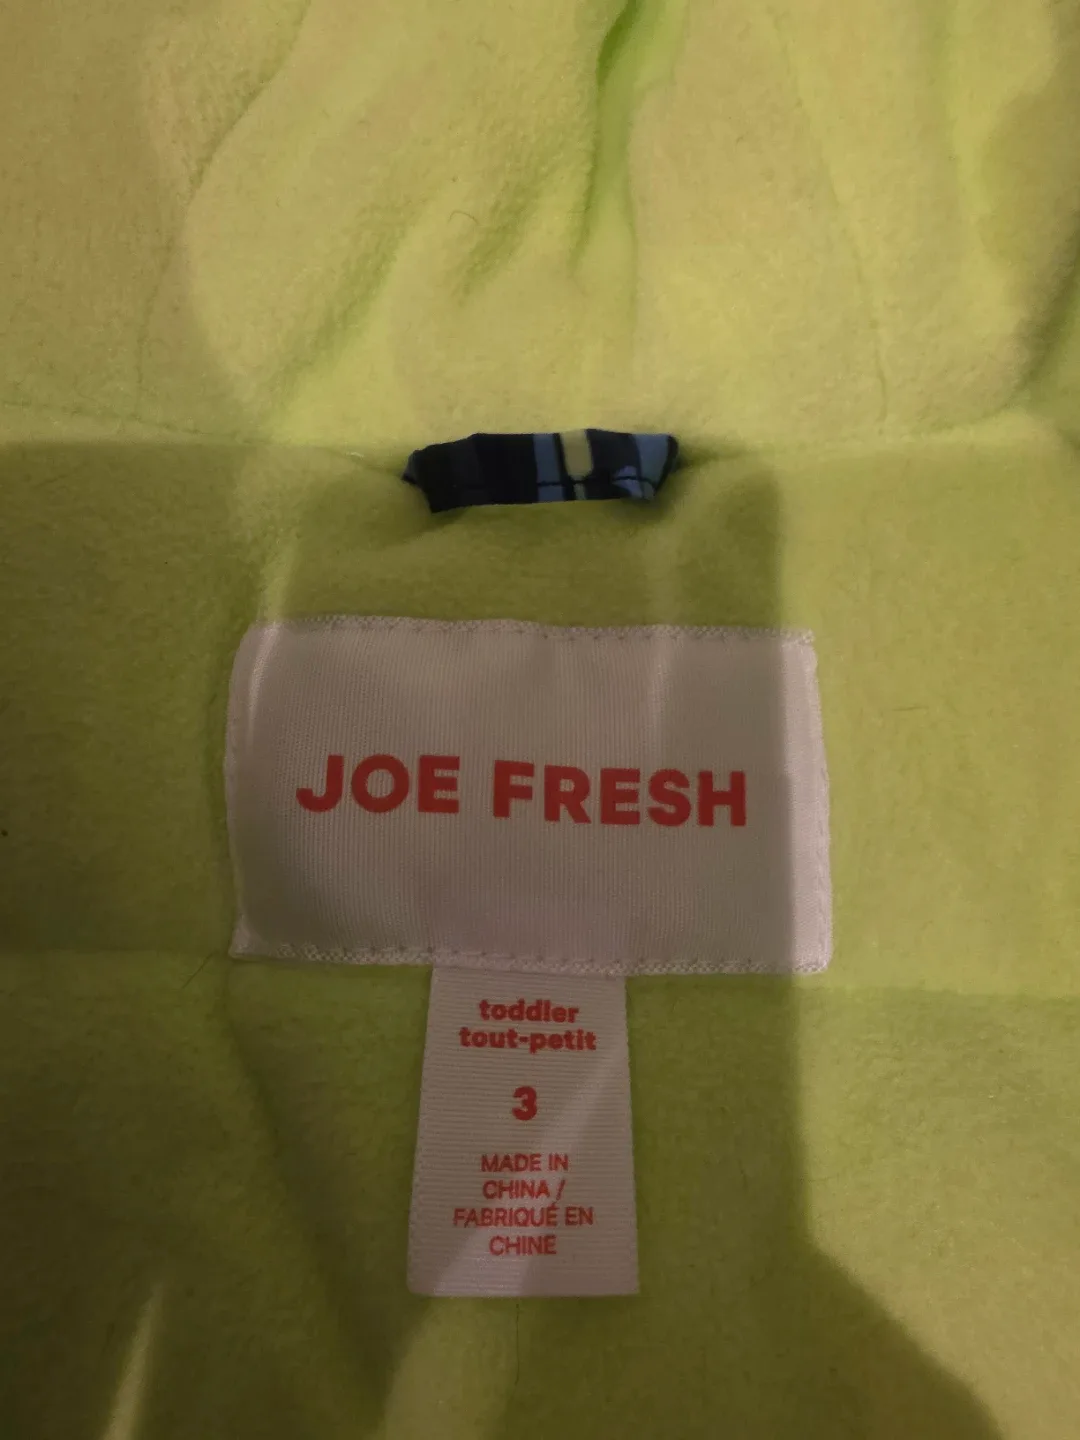 JOE FRESH
toddler
tout-petit
3
MADE IN
CHINA /
FABRIQUÉ EN
CHINE